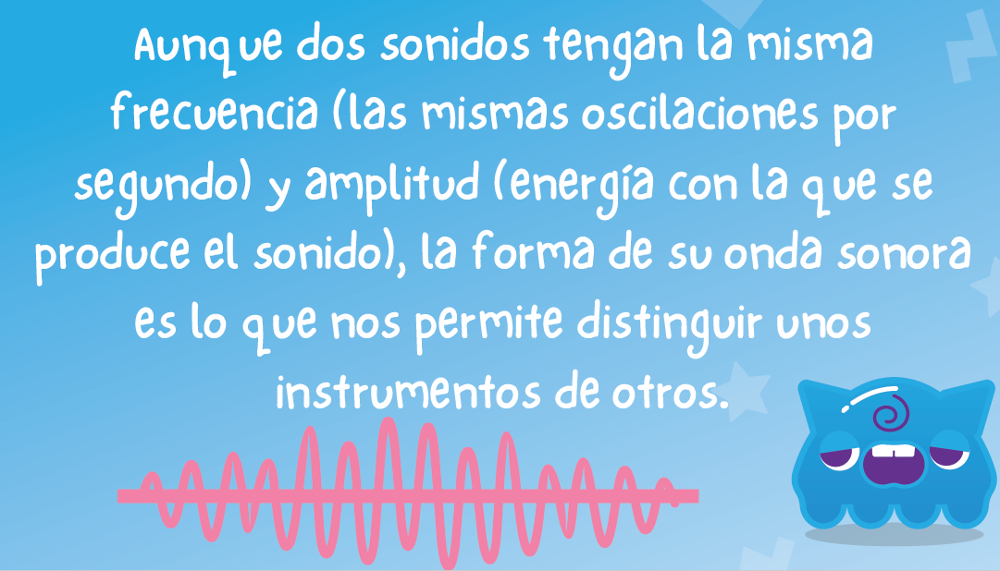 Aunque dos sonidos tengan la misma
frecuencia (las mismas oscilaciones por
segundo) y amplitud (energía con la que se
produce el sonido), la forma de su onda sonora
es lo que nos permite distinguir unos
instrumentos de otros.